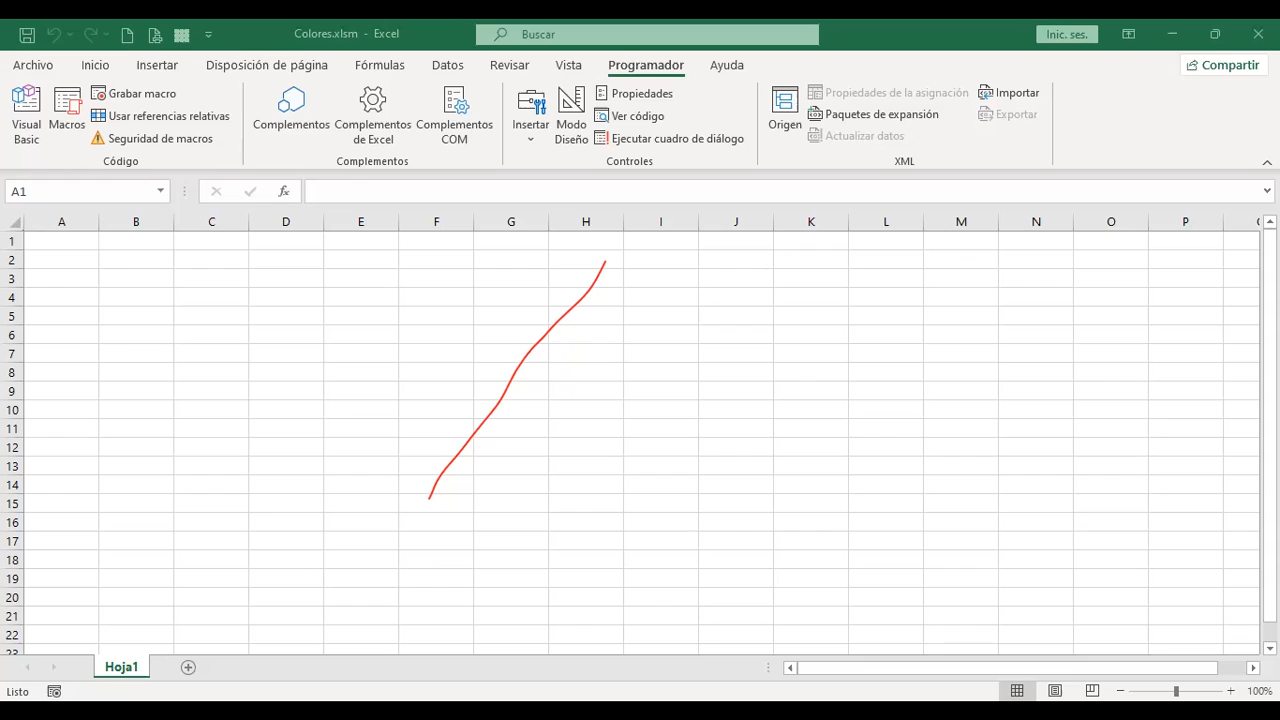 Colores.xlsm - Excel
Buscar
Inic. ses.
Archivo Inicio Insertar Disposición de página Fórmulas Datos Revisar Vista Programador Ayuda Compartir
Visual Basic
Macros
Grabar macro
Usar referencias relativas
Seguridad de macros
Código
Complementos
Complementos de Excel
Complementos COM
Complementos
Insertar
Modo Diseño
Propiedades
Ver código
Ejecutar cuadro de diálogo
Controles
Origen
Propiedades de la asignación
Paquetes de expansión
Actualizar datos
Importar
Exportar
XML
A1
fx
A B C D E F G H I J K L M N O P
1
2
3
4
5
6
7
8
9
10
11
12
13
14
15
16
17
18
19
20
21
22
23
Hoja1
Listo
100%